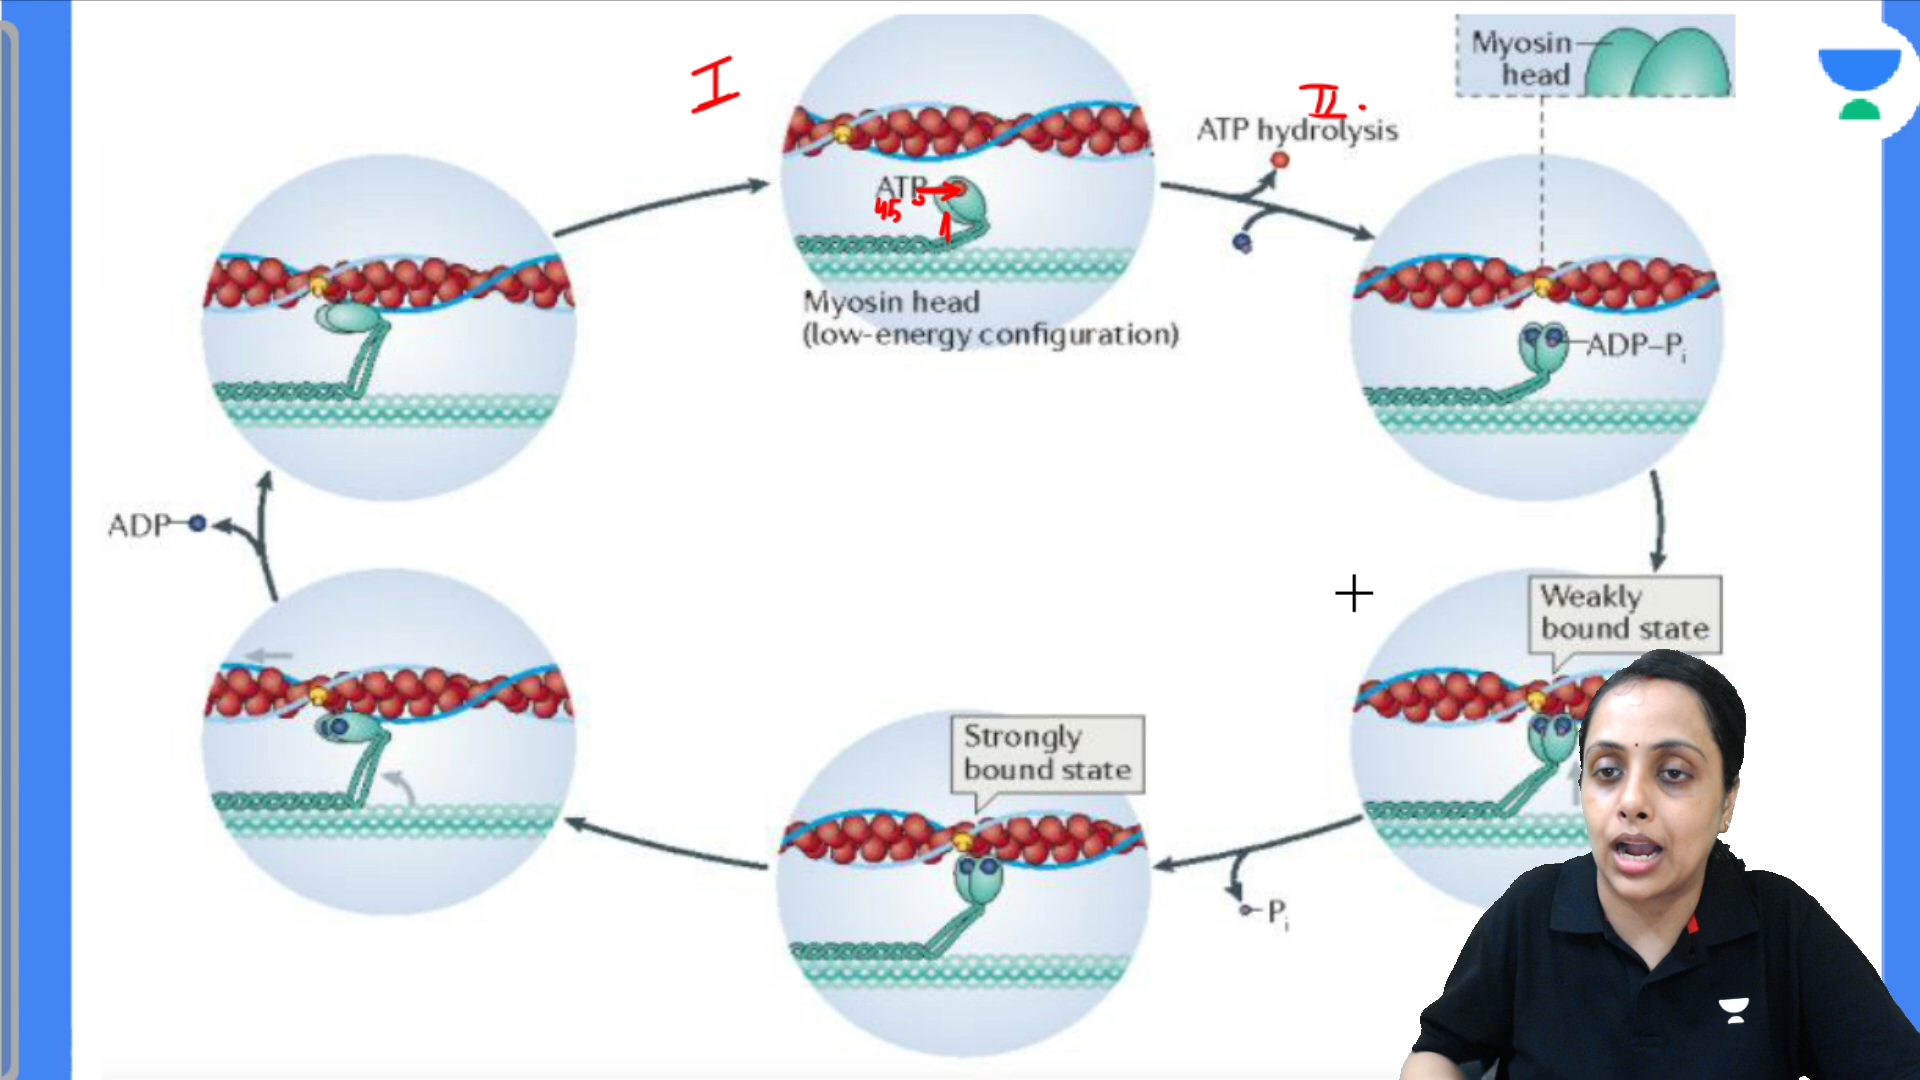 I
II.
ATP hydrolysis
Myosin
head
ATP
45
Myosin head
(low-energy configuration)
ADP–Pi
ADP
Weakly
bound state
Strongly
bound state
Pi